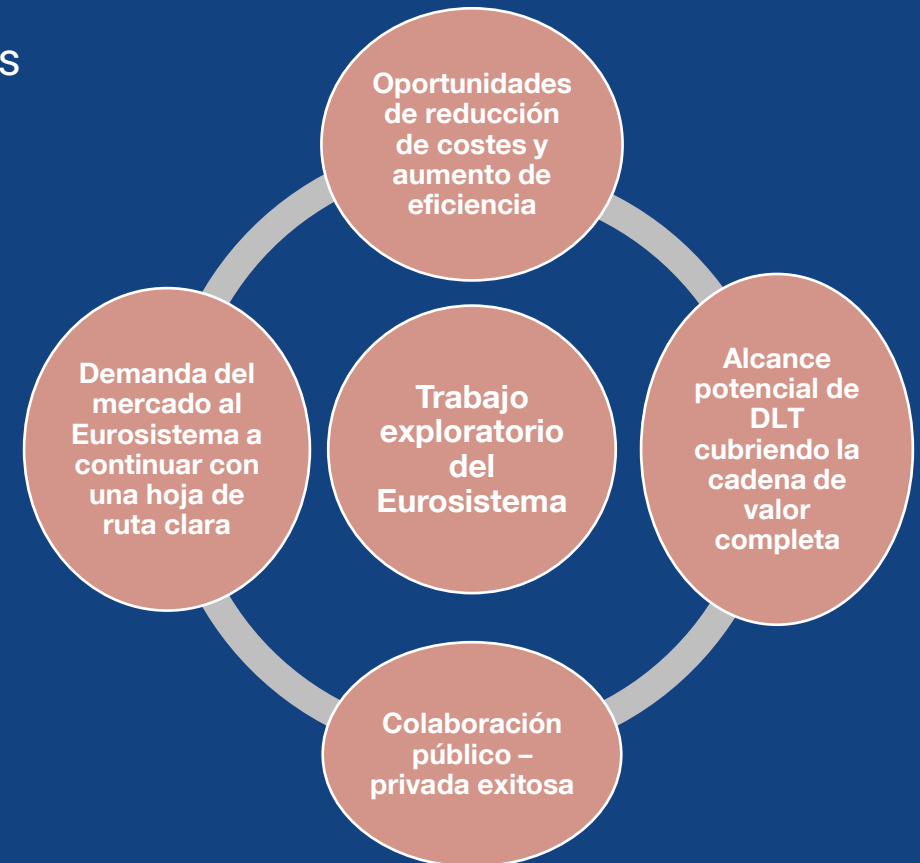 s
Oportunidades
de reducción
de costes y
aumento de
eficiencia
Demanda del
mercado al
Eurosistema a
continuar con
una hoja de
ruta clara
Trabajo
exploratorio
del
Eurosistema
Alcance
potencial de
DLT
cubriendo la
cadena de
valor
completa
Colaboración
público –
privada exitosa